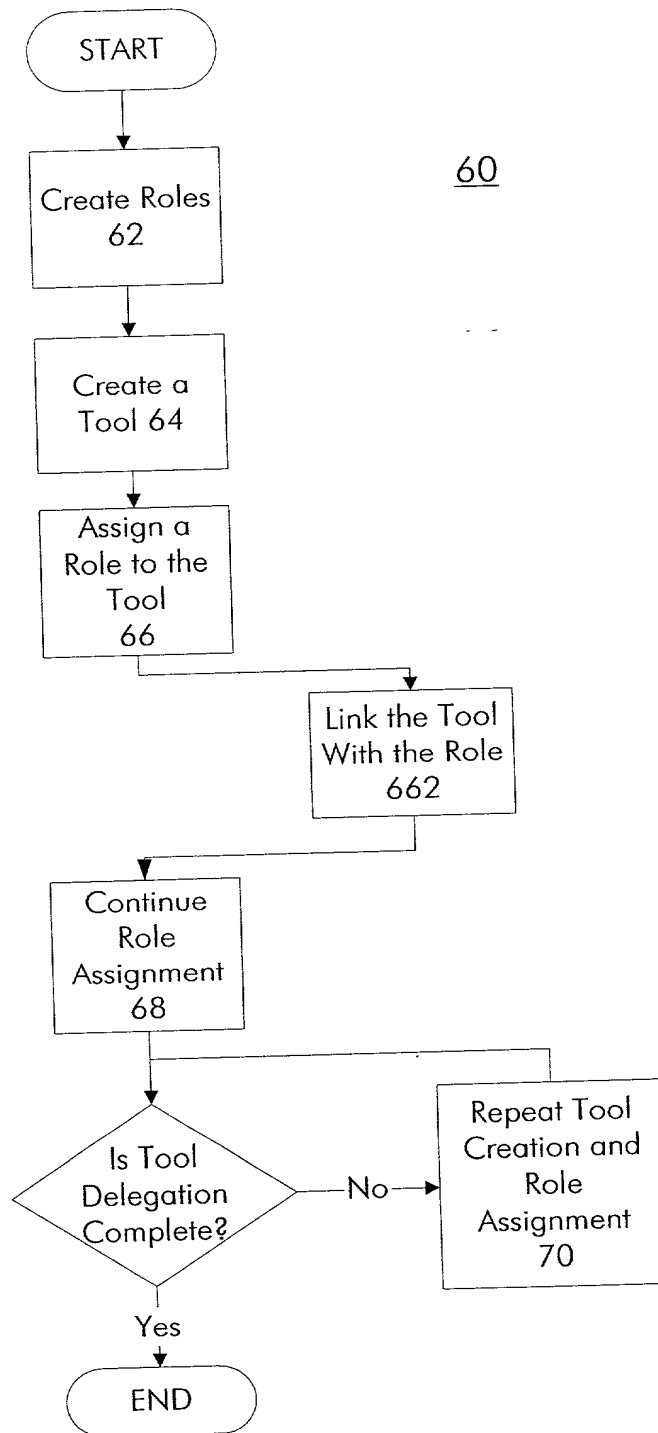 START
60
Create Roles
62
Create a
Tool 64
Assign a
Role to the
Tool
66
Link the Tool
With the Role
662
Continue
Role
Assignment
68
Is Tool
Delegation
Complete?
No
Repeat Tool
Creation and
Role
Assignment
70
Yes
END